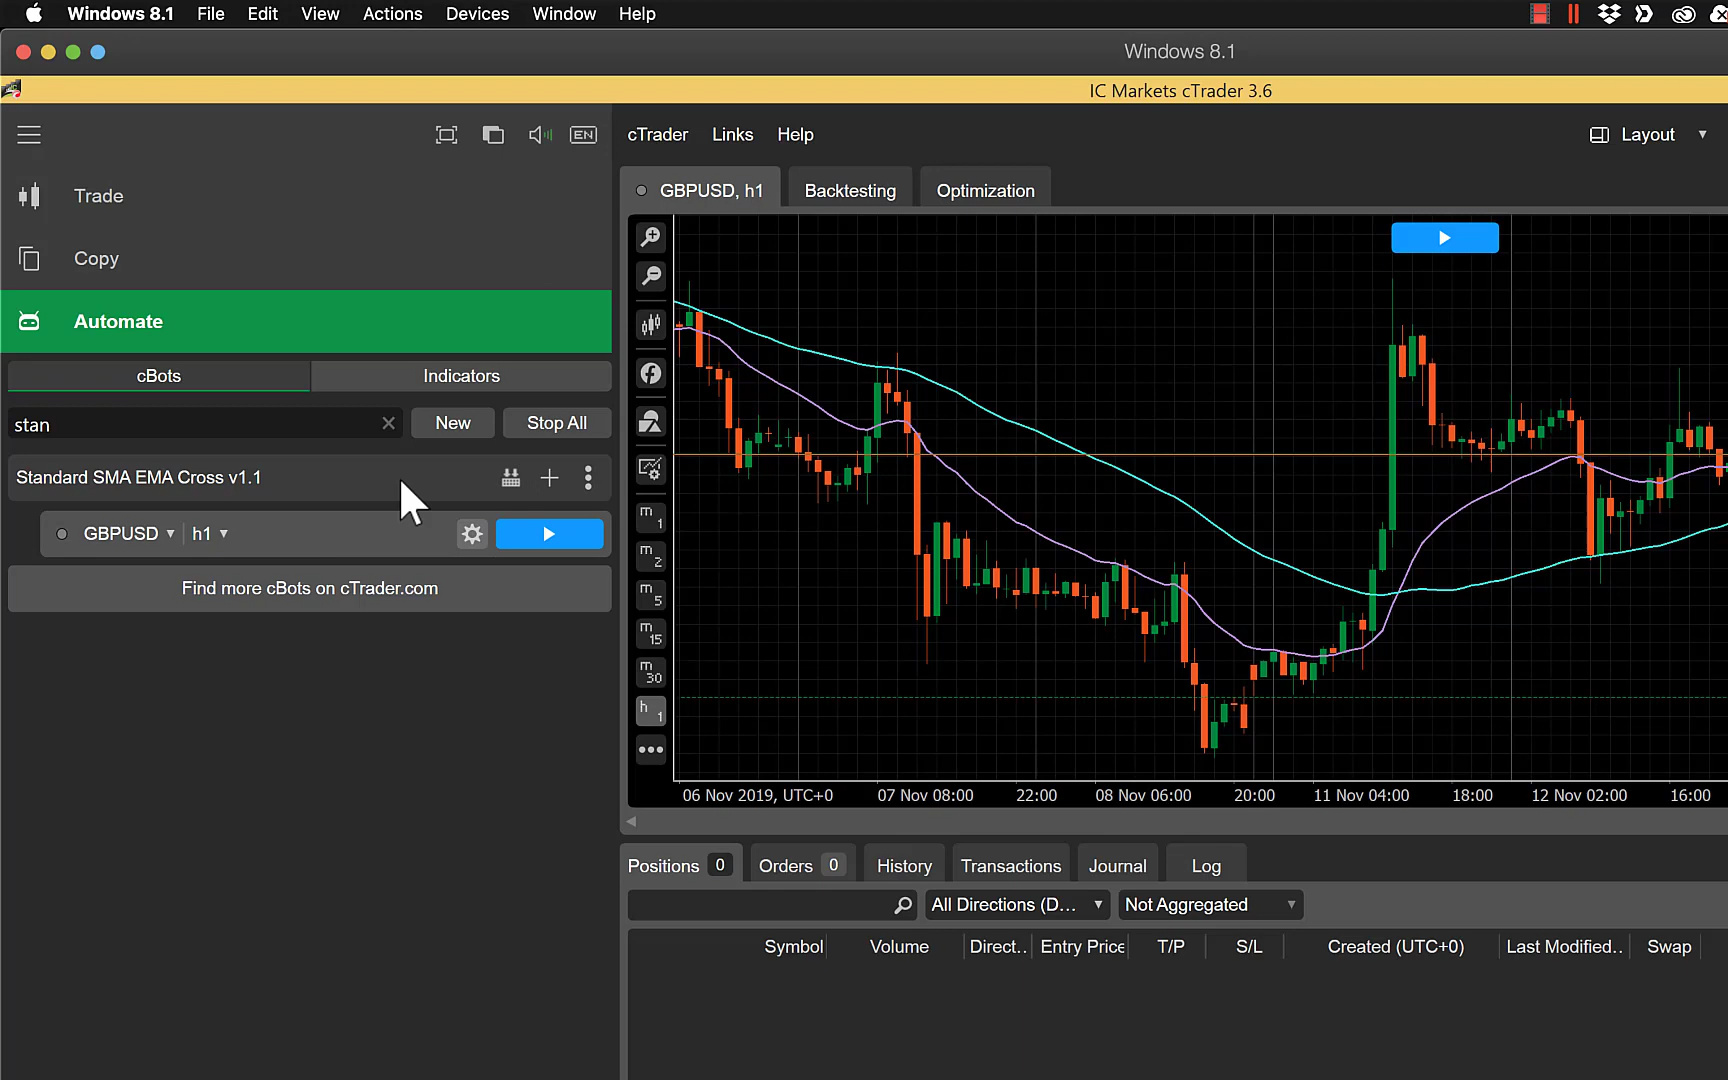 Windows 8.1 File Edit View Actions Devices Window Help
Windows 8.1
IC Markets cTrader 3.6
EN
cTrader Links Help
Layout
Trade
Copy
Automate
GBPUSD, h1 Backtesting Optimization
cBots Indicators
stan New Stop All
Standard SMA EMA Cross v1.1
GBPUSD h1
Find more cBots on cTrader.com
m 1
m 2
m 5
m 15
m 30
h 1
06 Nov 2019, UTC+0 07 Nov 08:00 22:00 08 Nov 06:00 20:00 11 Nov 04:00 18:00 12 Nov 02:00 16:00
Positions 0 Orders 0 History Transactions Journal Log
All Directions (D... Not Aggregated
Symbol Volume Direct.. Entry Price T/P S/L Created (UTC+0) Last Modified.. Swap